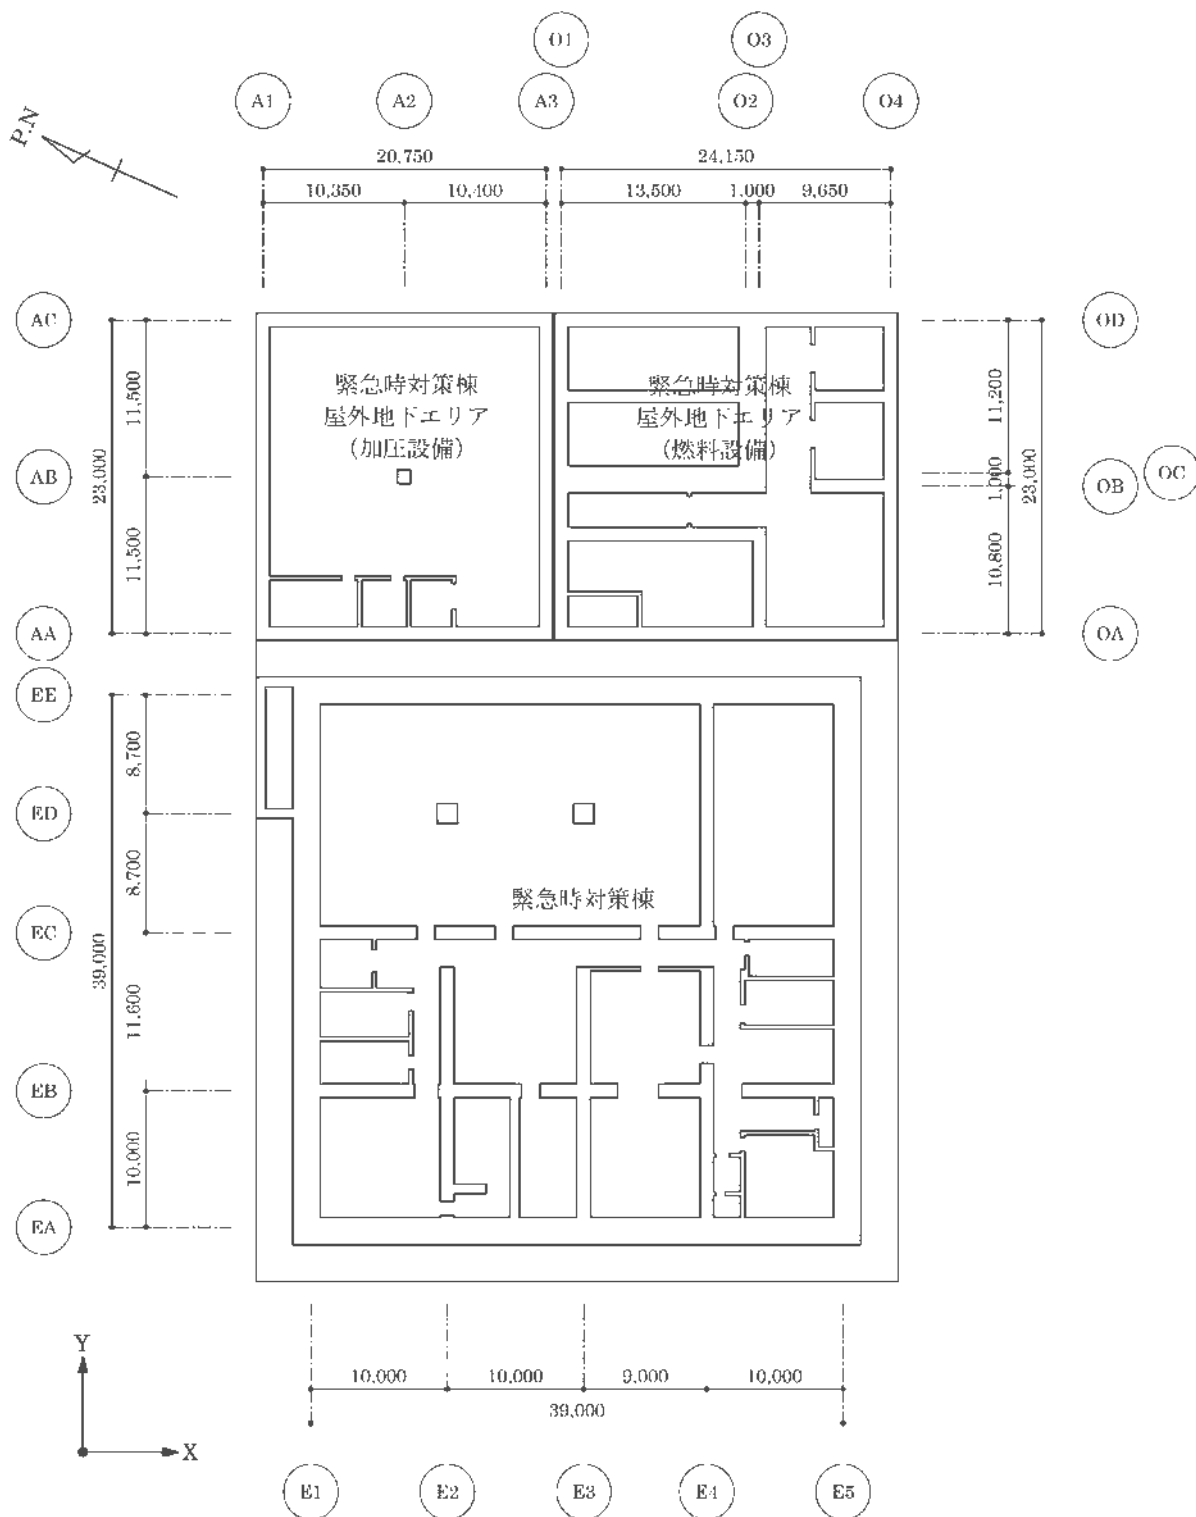 O1
O3
A1
A2
A3
O2
O4
P.N
20,750
24,150
10,350
10,400
13,500
1,000
9,650
AC
OD
緊急時対策棟
屋外地下エリア
(加圧設備)
緊急時対策棟
屋外地下エリア
(燃料設備)
11,500
11,200
AB
23,000
1,000
23,000
OB
OC
11,500
10,800
AA
OA
EE
8,700
ED
8,700
緊急時対策棟
EC
39,000
11,600
EB
10,000
EA
Y
X
10,000
10,000
9,000
10,000
39,000
E1
E2
E3
E4
E5